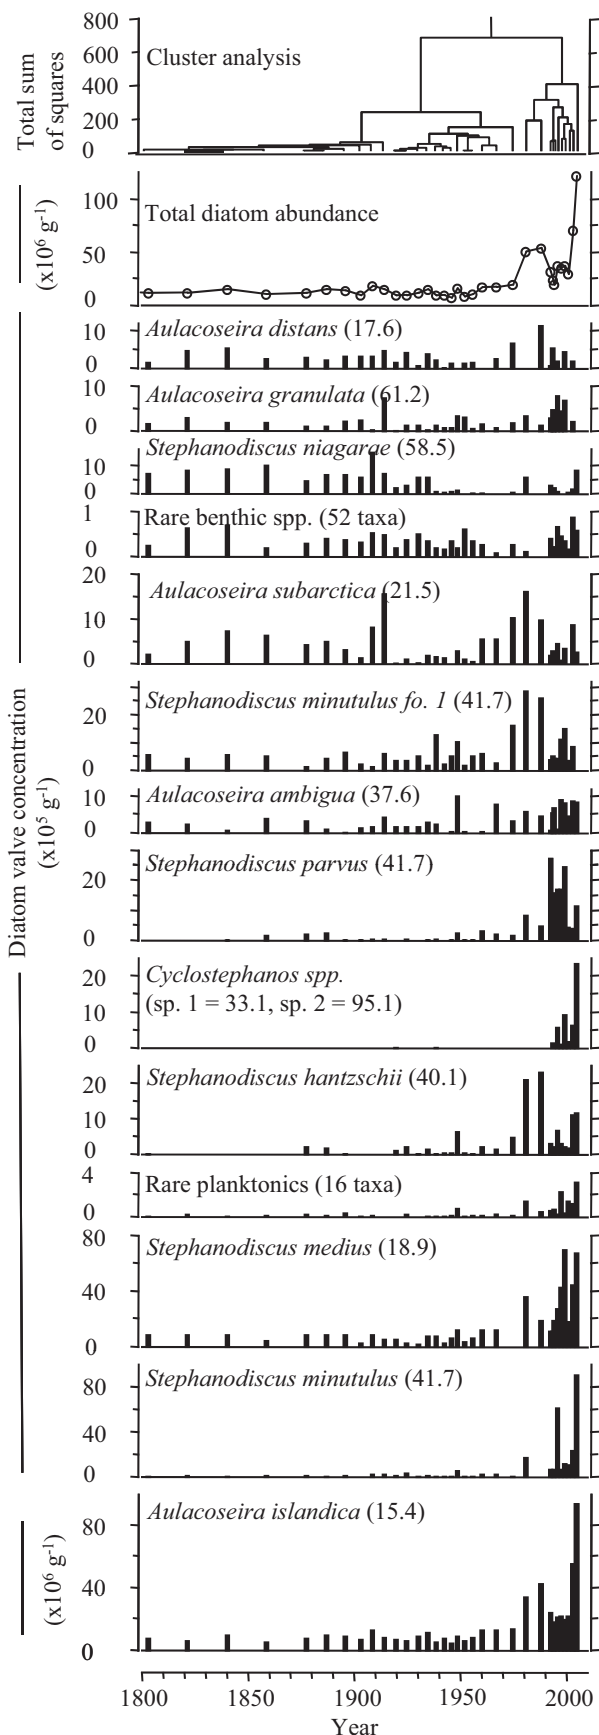 Total sum
of squares
800
600
400
200
0
Cluster analysis
(x10⁶ g⁻¹)
100
50
0
Total diatom abundance
Diatom valve concentration
(x10⁵ g⁻¹)
10
0
Aulacoseira distans (17.6)
10
0
Aulacoseira granulata (61.2)
10
0
Stephanodiscus niagarae (58.5)
1
0
Rare benthic spp. (52 taxa)
20
10
0
Aulacoseira subarctica (21.5)
20
0
Stephanodiscus minutulus fo. 1 (41.7)
10
0
Aulacoseira ambigua (37.6)
20
0
Stephanodiscus parvus (41.7)
20
10
0
Cyclostephanos spp.
(sp. 1 = 33.1, sp. 2 = 95.1)
20
10
0
Stephanodiscus hantzschii (40.1)
4
0
Rare planktonics (16 taxa)
80
40
0
Stephanodiscus medius (18.9)
80
40
0
Stephanodiscus minutulus (41.7)
(x10⁶ g⁻¹)
80
40
0
Aulacoseira islandica (15.4)
1800 1850 1900 1950 2000
Year